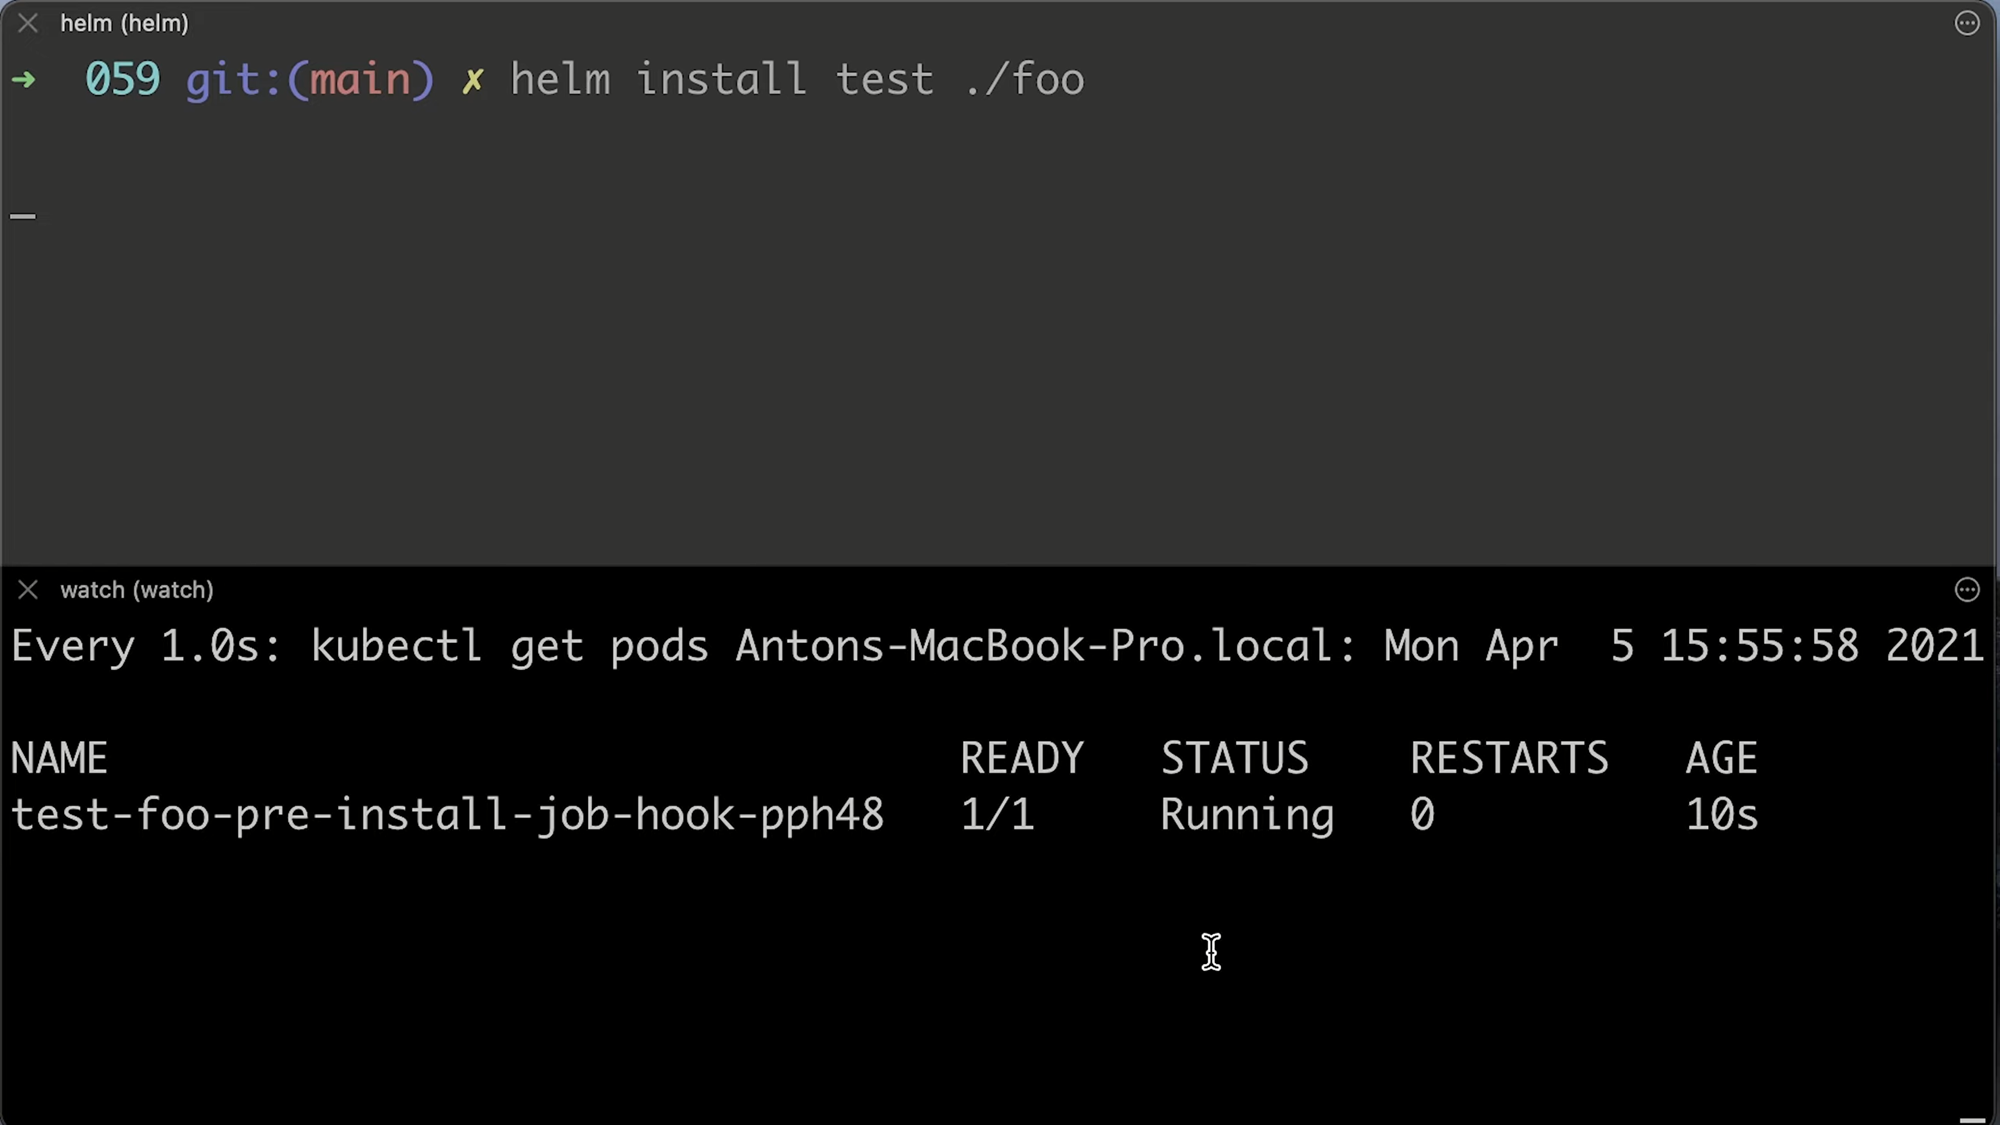 helm (helm)
➜  059 git:(main) ✗ helm install test ./foo
watch (watch)
Every 1.0s: kubectl get pods Antons-MacBook-Pro.local: Mon Apr  5 15:55:58 2021
NAME READY STATUS RESTARTS AGE
test-foo-pre-install-job-hook-pph48 1/1 Running 0 10s